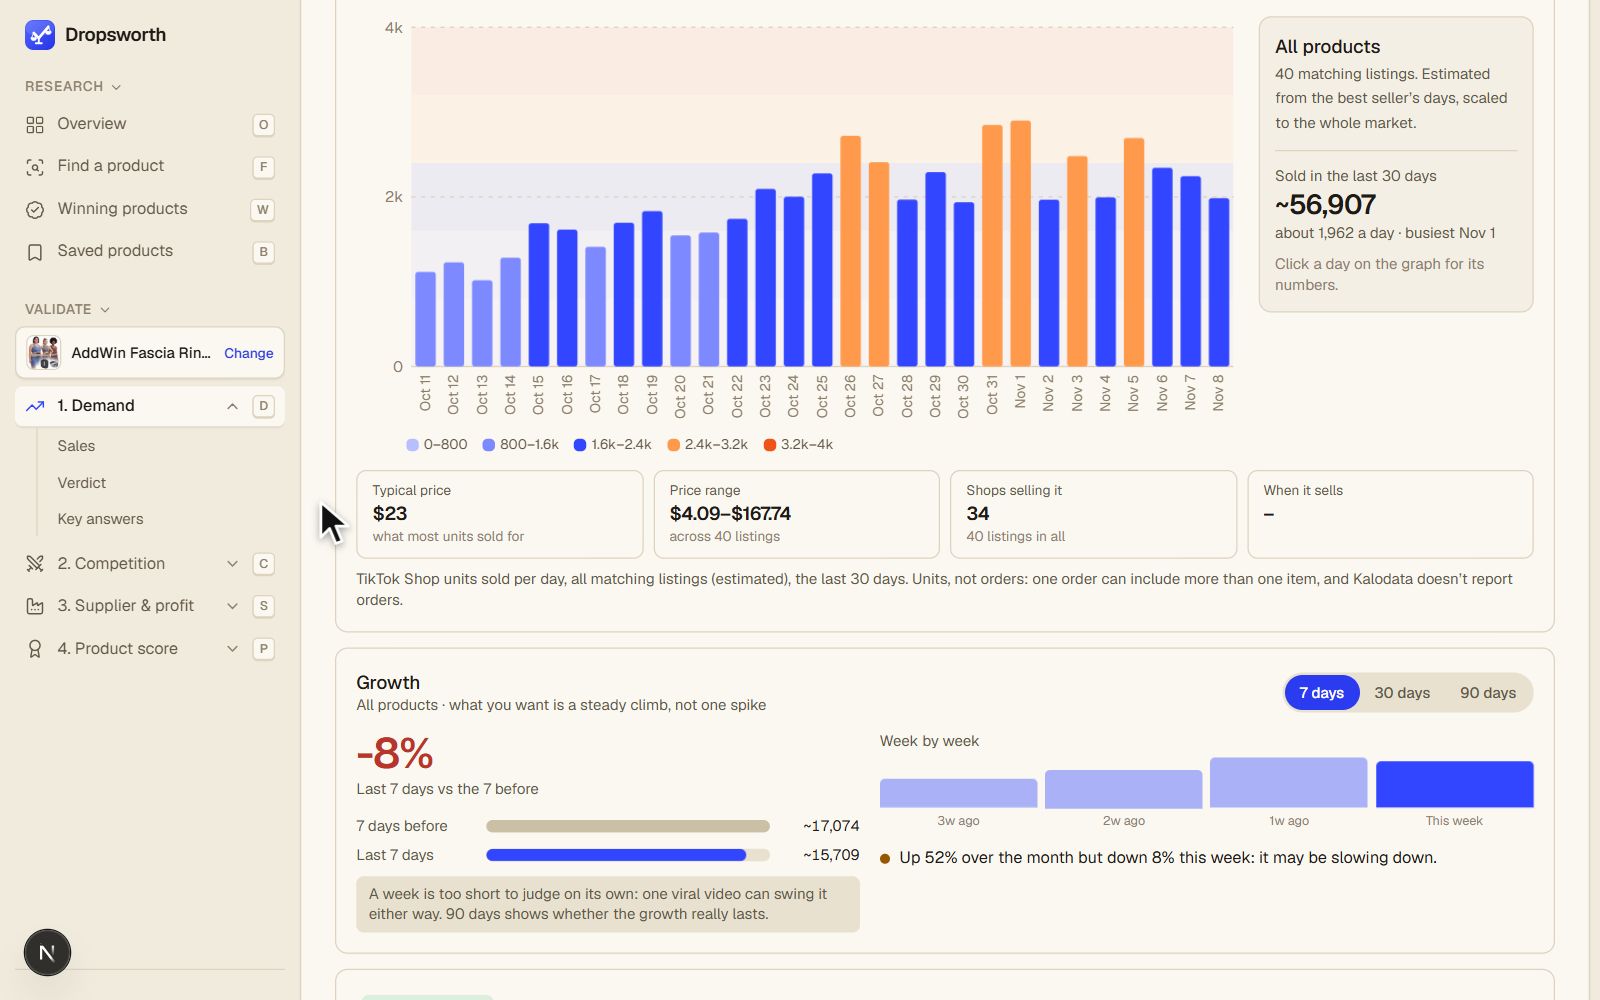 Dropsworth
RESEARCH
Overview
O
Find a product
F
Winning products
W
Saved products
B
VALIDATE
AddWin Fascia Rin...
Change
1. Demand
D
Sales
Verdict
Key answers
2. Competition
C
3. Supplier & profit
S
4. Product score
P
N
4k
2k
0
Oct 11
Oct 12
Oct 13
Oct 14
Oct 15
Oct 16
Oct 17
Oct 18
Oct 19
Oct 20
Oct 21
Oct 22
Oct 23
Oct 24
Oct 25
Oct 26
Oct 27
Oct 28
Oct 29
Oct 30
Oct 31
Nov 1
Nov 2
Nov 3
Nov 4
Nov 5
Nov 6
Nov 7
Nov 8
0–800
800–1.6k
1.6k–2.4k
2.4k–3.2k
3.2k–4k
All products
40 matching listings. Estimated
from the best seller's days, scaled
to the whole market.
Sold in the last 30 days
~56,907
about 1,962 a day · busiest Nov 1
Click a day on the graph for its
numbers.
Typical price
$23
what most units sold for
Price range
$4.09–$167.74
across 40 listings
Shops selling it
34
40 listings in all
When it sells
–
TikTok Shop units sold per day, all matching listings (estimated), the last 30 days. Units, not orders: one order can include more than one item, and Kalodata doesn't report
orders.
Growth
All products · what you want is a steady climb, not one spike
7 days
30 days
90 days
-8%
Last 7 days vs the 7 before
7 days before
~17,074
Last 7 days
~15,709
A week is too short to judge on its own: one viral video can swing it
either way. 90 days shows whether the growth really lasts.
Week by week
3w ago
2w ago
1w ago
This week
Up 52% over the month but down 8% this week: it may be slowing down.